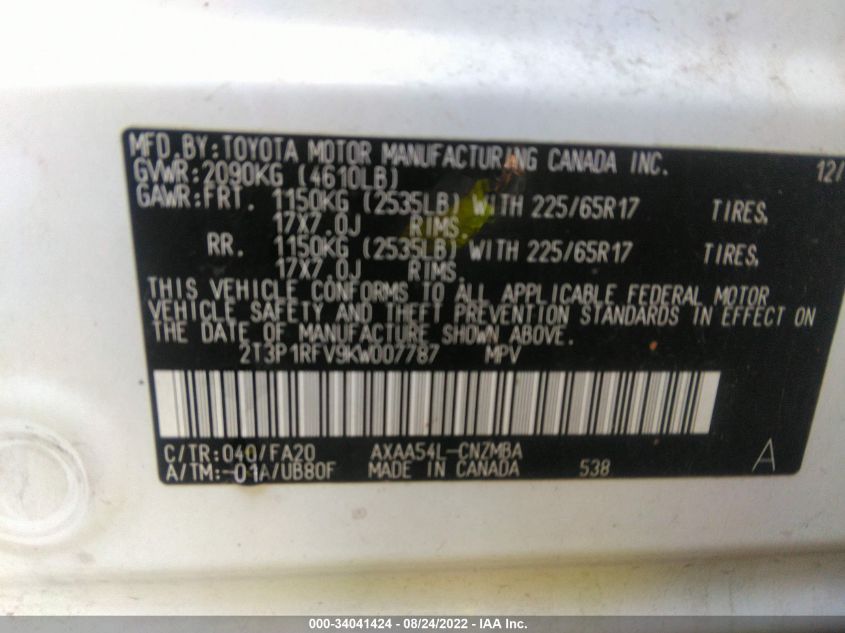 MFD.BY:TOYOTA MOTOR MANUFACTURING CANADA INC. 12/
GVWR:2090KG (4610LB)
GAWR:FRT. 1150KG (2535LB) WITH 225/65R17 TIRES,
17X7.0J RIMS.
RR. 1150KG (2535LB) WITH 225/65R17 TIRES,
17X7.0J RIMS.
THIS VEHICLE CONFORMS TO ALL APPLICABLE FEDERAL MOTOR
VEHICLE SAFETY AND THEFT PREVENTION STANDARDS IN EFFECT ON
THE DATE OF MANUFACTURE SHOWN ABOVE.
2T3P1RFV9KW007787 MPV
C/TR:040/FA20 AXAA54L-CNZMBA
A/TM:-01A/UB80F MADE IN CANADA 538 A
000-34041424 - 08/24/2022 - IAA Inc.